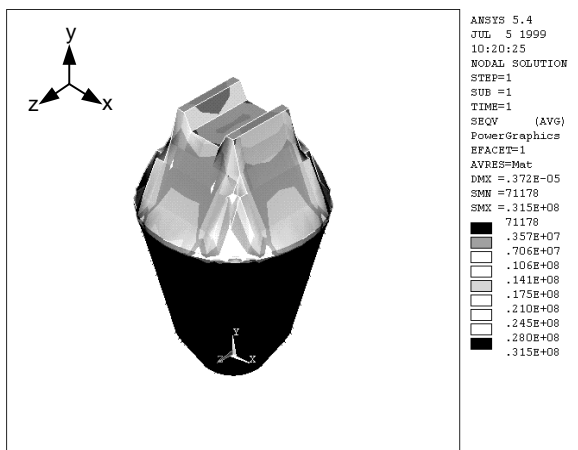 y
z
x
Y
Z
X
ANSYS 5.4
JUL 5 1999
10:20:25
NODAL SOLUTION
STEP=1
SUB =1
TIME=1
SEQV (AVG)
PowerGraphics
EFACET=1
AVRES=Mat
DMX =.372E-05
SMN =71178
SMX =.315E+08
71178
.357E+07
.706E+07
.106E+08
.141E+08
.175E+08
.210E+08
.245E+08
.280E+08
.315E+08